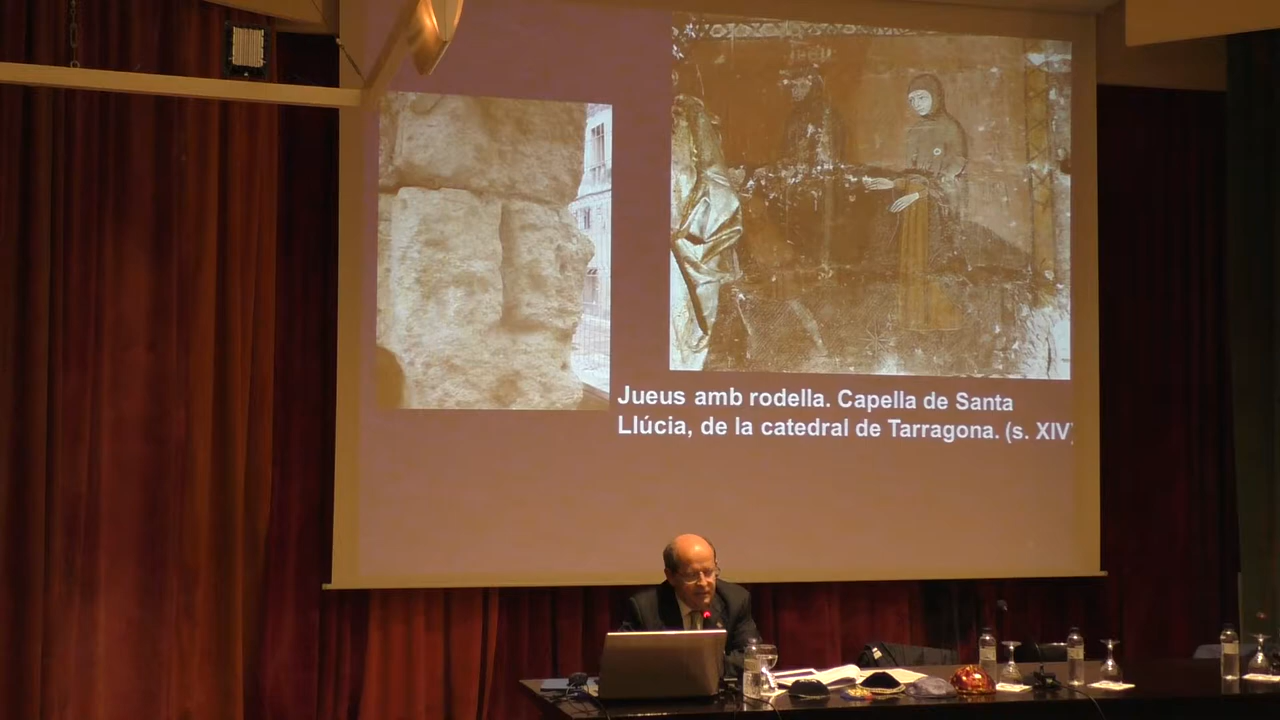 Jueus amb rodella. Capella de Santa
Llúcia, de la catedral de Tarragona. (s. XIV)